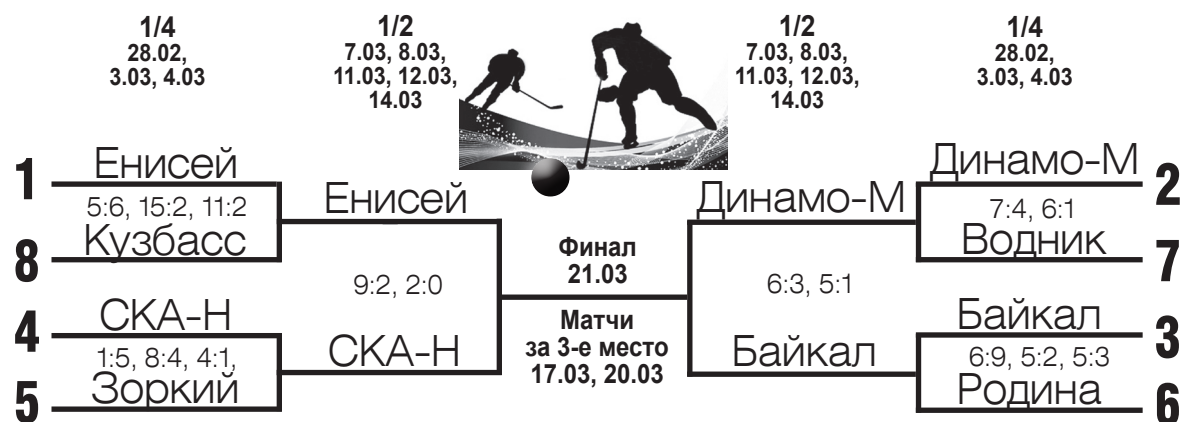 1/4
28.02,
3.03, 4.03
1/2
7.03, 8.03,
11.03, 12.03,
14.03
1/2
7.03, 8.03,
11.03, 12.03,
14.03
1/4
28.02,
3.03, 4.03
1
Енисей
5:6, 15:2, 11:2
8
Кузбасс
4
СКА-Н
1:5, 8:4, 4:1,
5
Зоркий
Енисей
9:2, 2:0
СКА-Н
Финал
21.03
Матчи
за 3-е место
17.03, 20.03
Динамо-М
6:3, 5:1
Байкал
Динамо-М
2
7:4, 6:1
Водник
7
Байкал
3
6:9, 5:2, 5:3
Родина
6